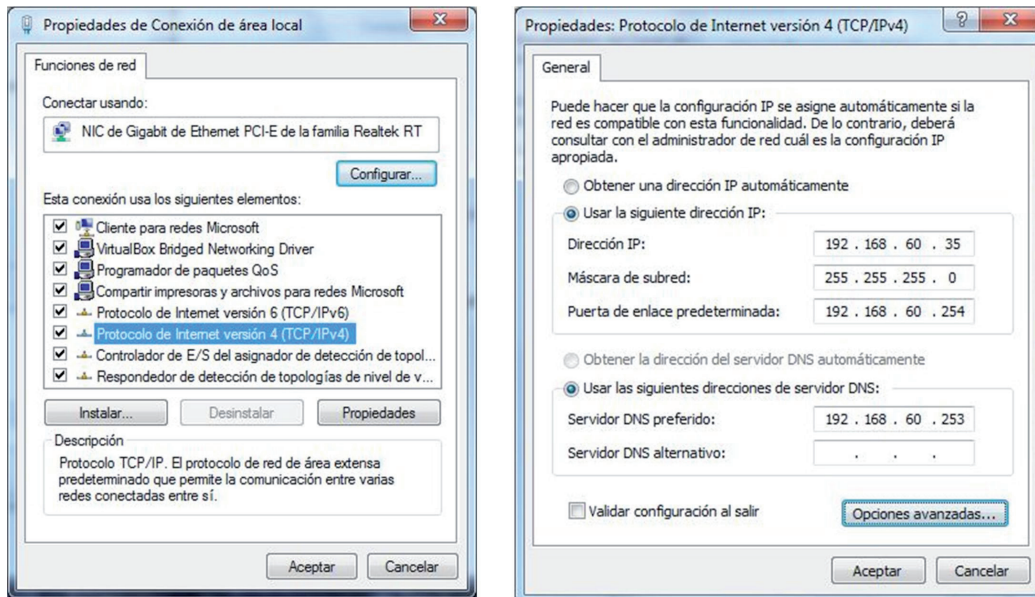 Propiedades de Conexión de área local
Funciones de red
Conectar usando:
NIC de Gigabit de Ethernet PCI-E de la familia Realtek RT
Configurar...
Esta conexión usa los siguientes elementos:
Cliente para redes Microsoft
VirtualBox Bridged Networking Driver
Programador de paquetes QoS
Compartir impresoras y archivos para redes Microsoft
Protocolo de Internet versión 6 (TCP/IPv6)
Protocolo de Internet versión 4 (TCP/IPv4)
Controlador de E/S del asignador de detección de topol...
Respondedor de detección de topologías de nivel de v...
Instalar... Desinstalar Propiedades
Descripción
Protocolo TCP/IP. El protocolo de red de área extensa
predeterminado que permite la comunicación entre varias
redes conectadas entre sí.
Aceptar Cancelar
Propiedades: Protocolo de Internet versión 4 (TCP/IPv4)
General
Puede hacer que la configuración IP se asigne automáticamente si la
red es compatible con esta funcionalidad. De lo contrario, deberá
consultar con el administrador de red cuál es la configuración IP
apropiada.
Obtener una dirección IP automáticamente
Usar la siguiente dirección IP:
Dirección IP: 192 . 168 . 60 . 35
Máscara de subred: 255 . 255 . 255 . 0
Puerta de enlace predeterminada: 192 . 168 . 60 . 254
Obtener la dirección del servidor DNS automáticamente
Usar las siguientes direcciones de servidor DNS:
Servidor DNS preferido: 192 . 168 . 60 . 253
Servidor DNS alternativo: . . .
Validar configuración al salir
Opciones avanzadas...
Aceptar Cancelar